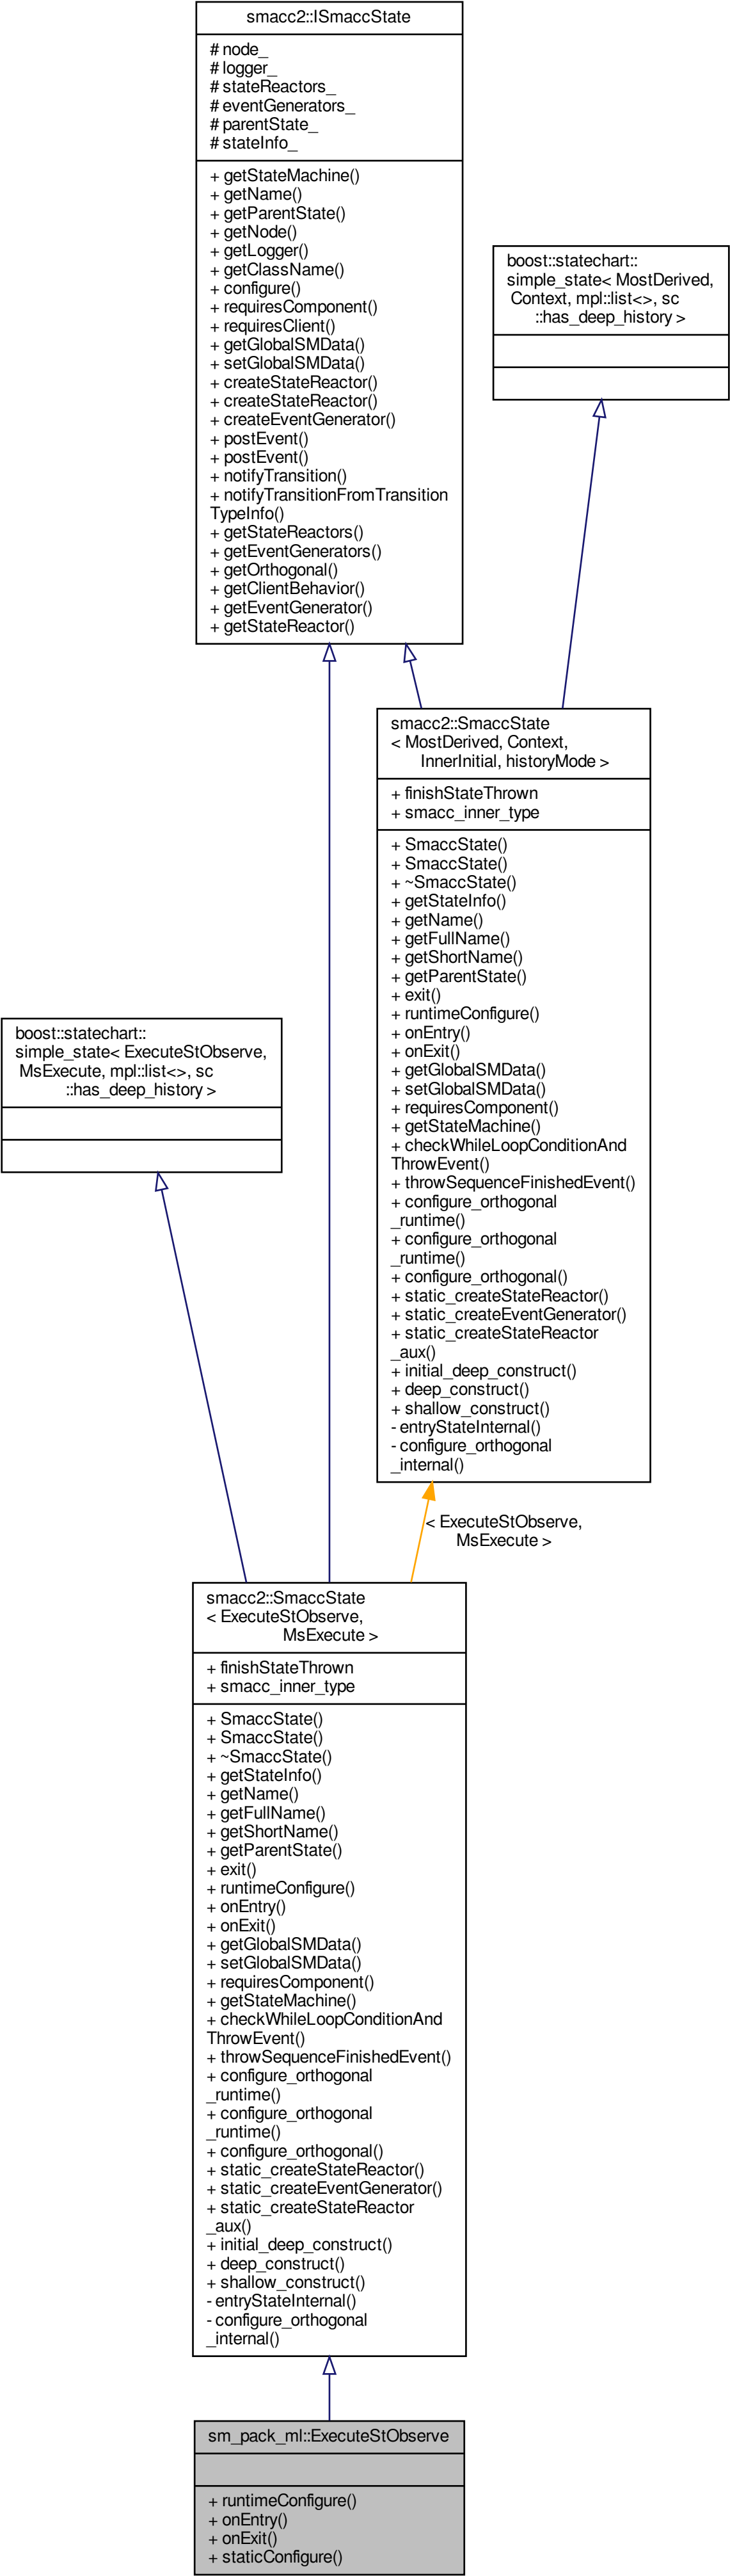 smacc2::ISmaccState
# node_
# logger_
# stateReactors_
# eventGenerators_
# parentState_
# stateInfo_
+ getStateMachine()
+ getName()
+ getParentState()
+ getNode()
+ getLogger()
+ getClassName()
+ configure()
+ requiresComponent()
+ requiresClient()
+ getGlobalSMData()
+ setGlobalSMData()
+ createStateReactor()
+ createStateReactor()
+ createEventGenerator()
+ postEvent()
+ postEvent()
+ notifyTransition()
+ notifyTransitionFromTransition
TypeInfo()
+ getStateReactors()
+ getEventGenerators()
+ getOrthogonal()
+ getClientBehavior()
+ getEventGenerator()
+ getStateReactor()
boost::statechart::
simple_state< MostDerived,
Context, mpl::list<>, sc
::has_deep_history >
smacc2::SmaccState
< MostDerived, Context,
InnerInitial, historyMode >
+ finishStateThrown
+ smacc_inner_type
+ SmaccState()
+ SmaccState()
+ ~SmaccState()
+ getStateInfo()
+ getName()
+ getFullName()
+ getShortName()
+ getParentState()
+ exit()
+ runtimeConfigure()
+ onEntry()
+ onExit()
+ getGlobalSMData()
+ setGlobalSMData()
+ requiresComponent()
+ getStateMachine()
+ checkWhileLoopConditionAnd
ThrowEvent()
+ throwSequenceFinishedEvent()
+ configure_orthogonal
_runtime()
+ configure_orthogonal
_runtime()
+ configure_orthogonal()
+ static_createStateReactor()
+ static_createEventGenerator()
+ static_createStateReactor
_aux()
+ initial_deep_construct()
+ deep_construct()
+ shallow_construct()
- entryStateInternal()
- configure_orthogonal
_internal()
boost::statechart::
simple_state< ExecuteStObserve,
MsExecute, mpl::list<>, sc
::has_deep_history >
< ExecuteStObserve,
MsExecute >
smacc2::SmaccState
< ExecuteStObserve,
MsExecute >
+ finishStateThrown
+ smacc_inner_type
+ SmaccState()
+ SmaccState()
+ ~SmaccState()
+ getStateInfo()
+ getName()
+ getFullName()
+ getShortName()
+ getParentState()
+ exit()
+ runtimeConfigure()
+ onEntry()
+ onExit()
+ getGlobalSMData()
+ setGlobalSMData()
+ requiresComponent()
+ getStateMachine()
+ checkWhileLoopConditionAnd
ThrowEvent()
+ throwSequenceFinishedEvent()
+ configure_orthogonal
_runtime()
+ configure_orthogonal
_runtime()
+ configure_orthogonal()
+ static_createStateReactor()
+ static_createEventGenerator()
+ static_createStateReactor
_aux()
+ initial_deep_construct()
+ deep_construct()
+ shallow_construct()
- entryStateInternal()
- configure_orthogonal
_internal()
sm_pack_ml::ExecuteStObserve
+ runtimeConfigure()
+ onEntry()
+ onExit()
+ staticConfigure()